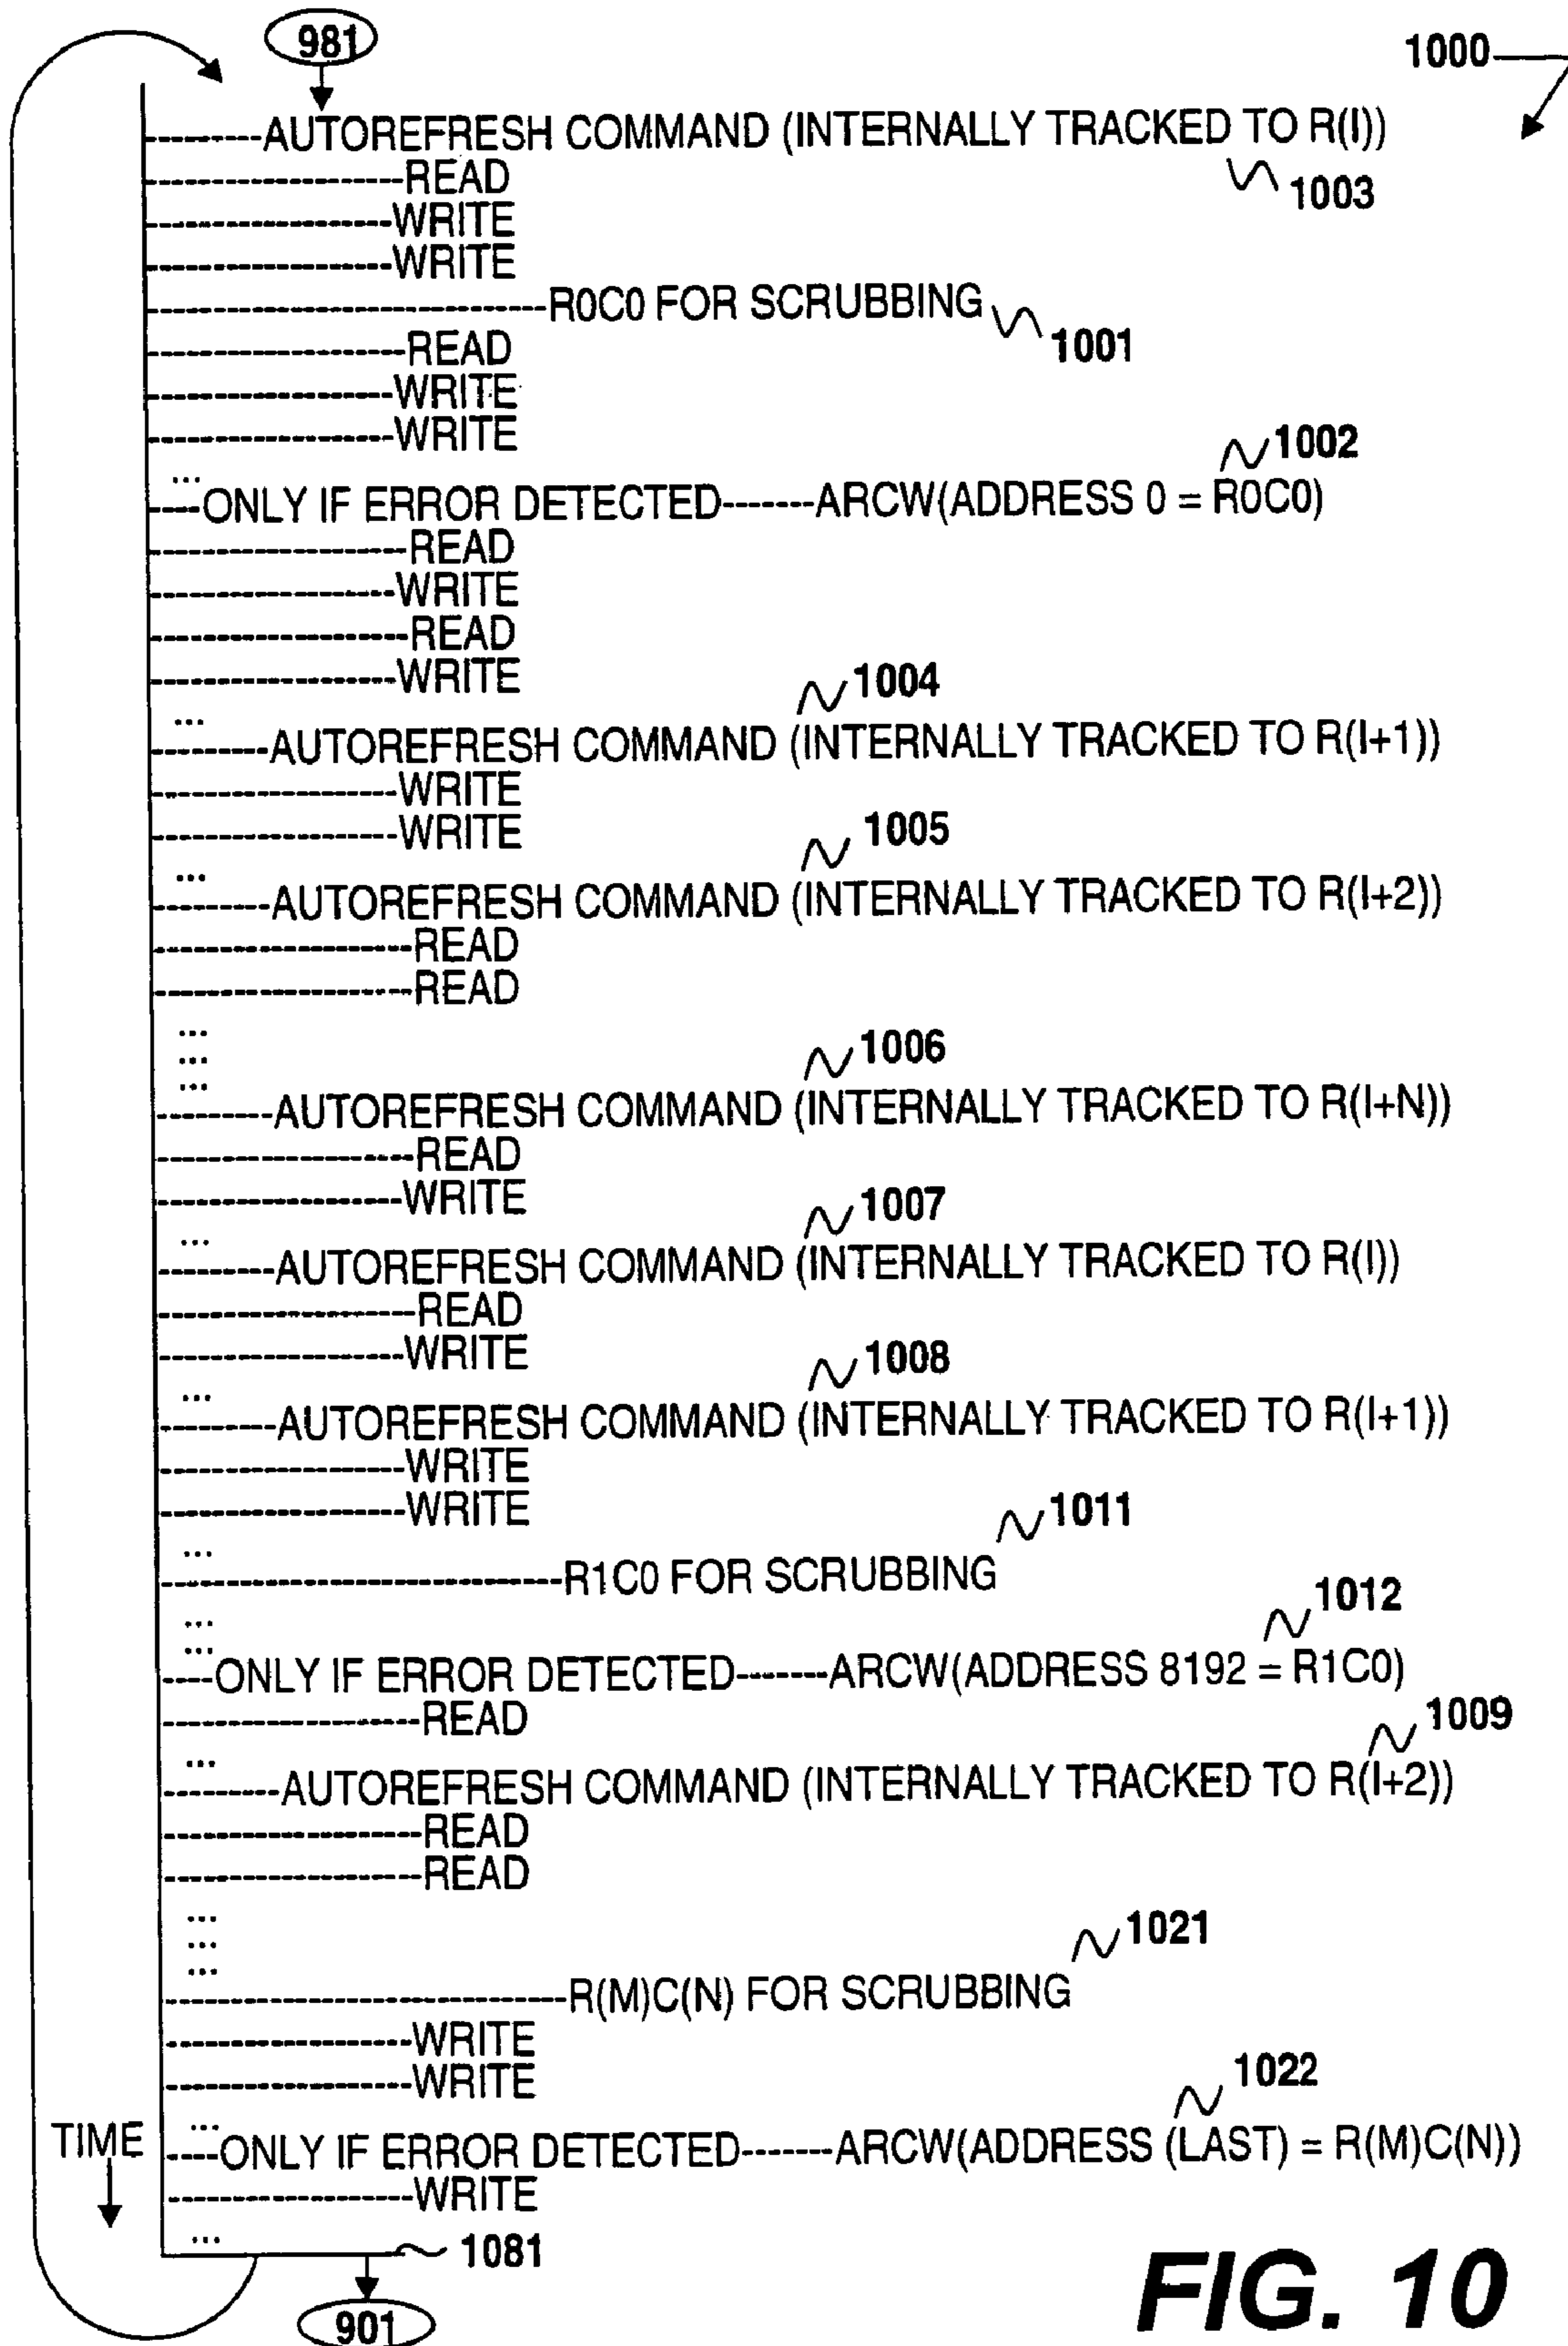 981
1000
--------AUTOREFRESH COMMAND (INTERNALLY TRACKED TO R(I))
1003
------------------READ
-----------------WRITE
-----------------WRITE
----------------------------R0C0 FOR SCRUBBING
1001
------------------READ
-----------------WRITE
-----------------WRITE
1002
...
----ONLY IF ERROR DETECTED-------ARCW(ADDRESS 0 = R0C0)
------------------READ
-----------------WRITE
------------------READ
-----------------WRITE
1004
...
--------AUTOREFRESH COMMAND (INTERNALLY TRACKED TO R(I+1))
-----------------WRITE
-----------------WRITE
1005
...
--------AUTOREFRESH COMMAND (INTERNALLY TRACKED TO R(I+2))
------------------READ
------------------READ
...
...
1006
...
--------AUTOREFRESH COMMAND (INTERNALLY TRACKED TO R(I+N))
------------------READ
-----------------WRITE
1007
...
--------AUTOREFRESH COMMAND (INTERNALLY TRACKED TO R(I))
------------------READ
-----------------WRITE
1008
...
--------AUTOREFRESH COMMAND (INTERNALLY TRACKED TO R(I+1))
-----------------WRITE
-----------------WRITE
1011
...
----------------------------R1C0 FOR SCRUBBING
1012
...
...
----ONLY IF ERROR DETECTED-------ARCW(ADDRESS 8192 = R1C0)
------------------READ
1009
...
--------AUTOREFRESH COMMAND (INTERNALLY TRACKED TO R(I+2))
------------------READ
------------------READ
...
1021
...
...
----------------------------R(M)C(N) FOR SCRUBBING
-----------------WRITE
-----------------WRITE
1022
...
TIME ----ONLY IF ERROR DETECTED-------ARCW(ADDRESS (LAST) = R(M)C(N))
-----------------WRITE
...
1081
901
FIG. 10